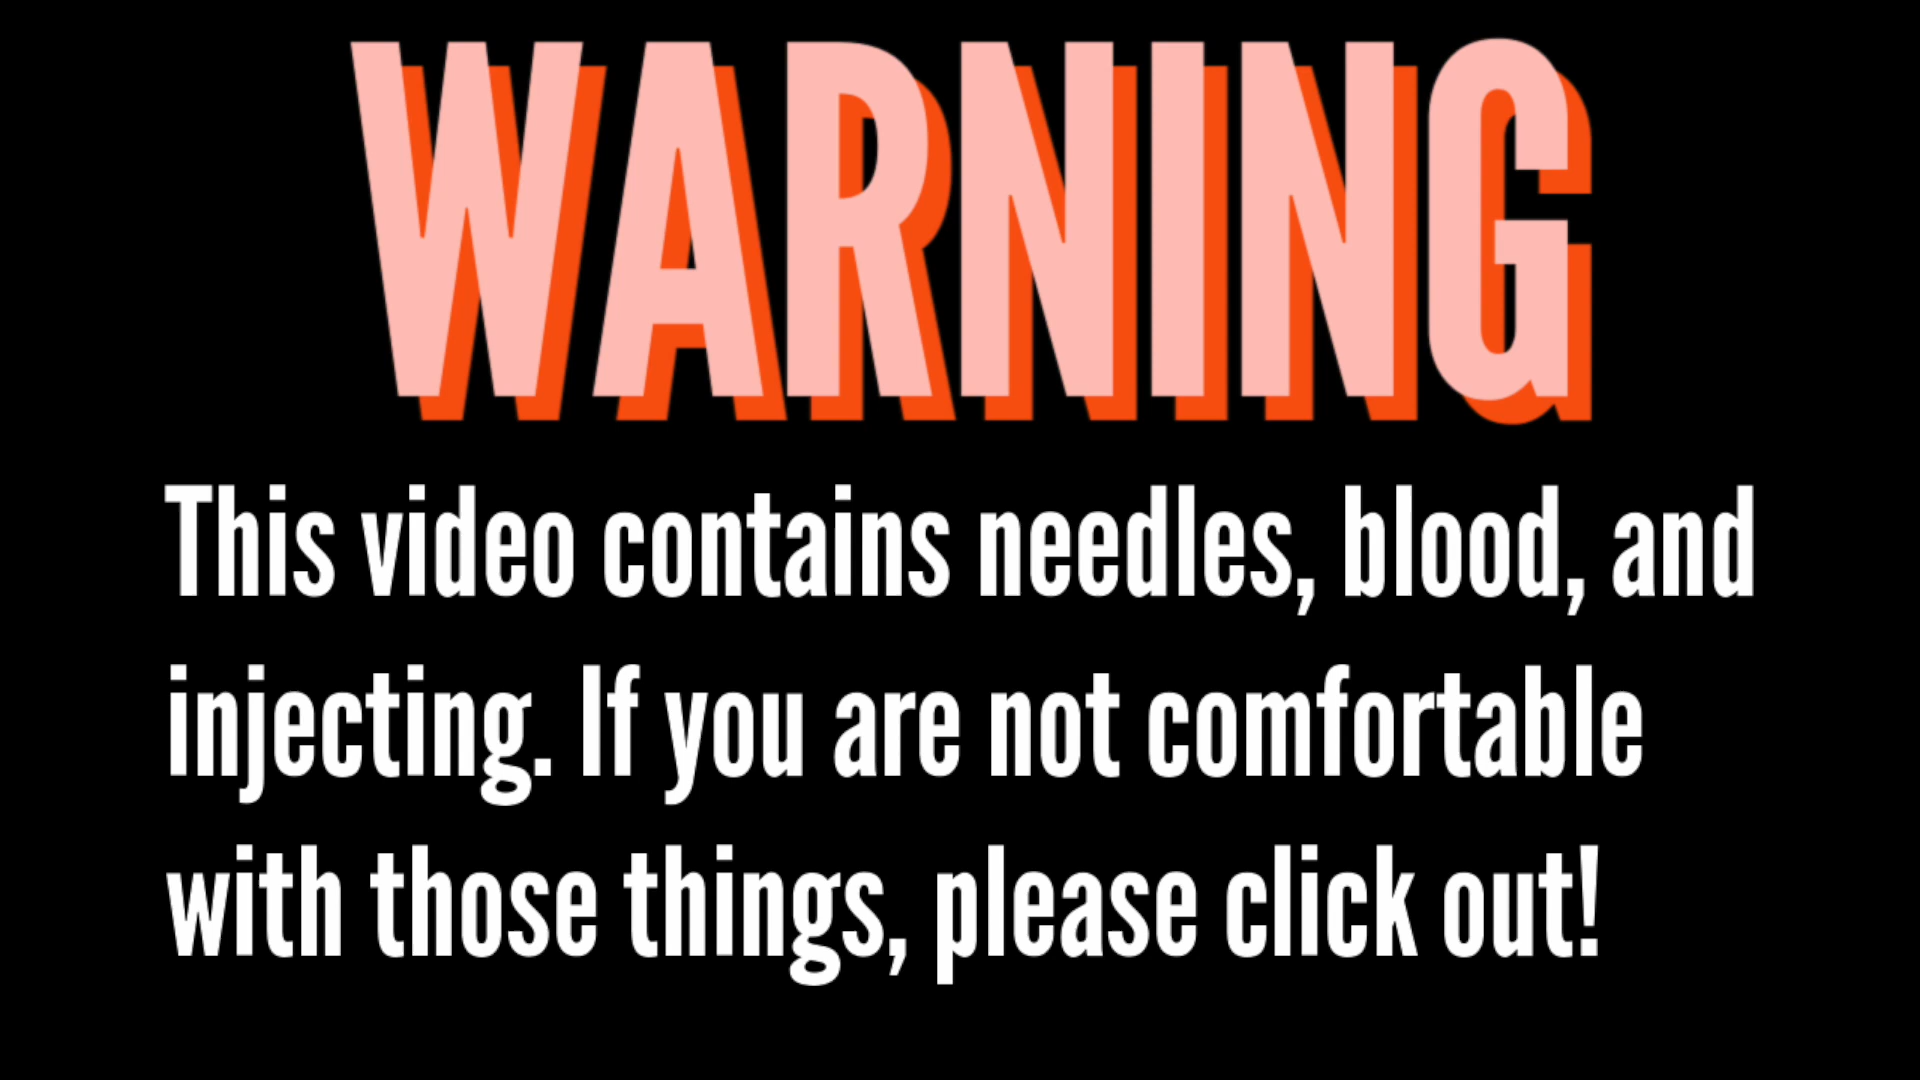 WARNING
This video contains needles, blood, and
injecting. If you are not comfortable
with those things, please click out!